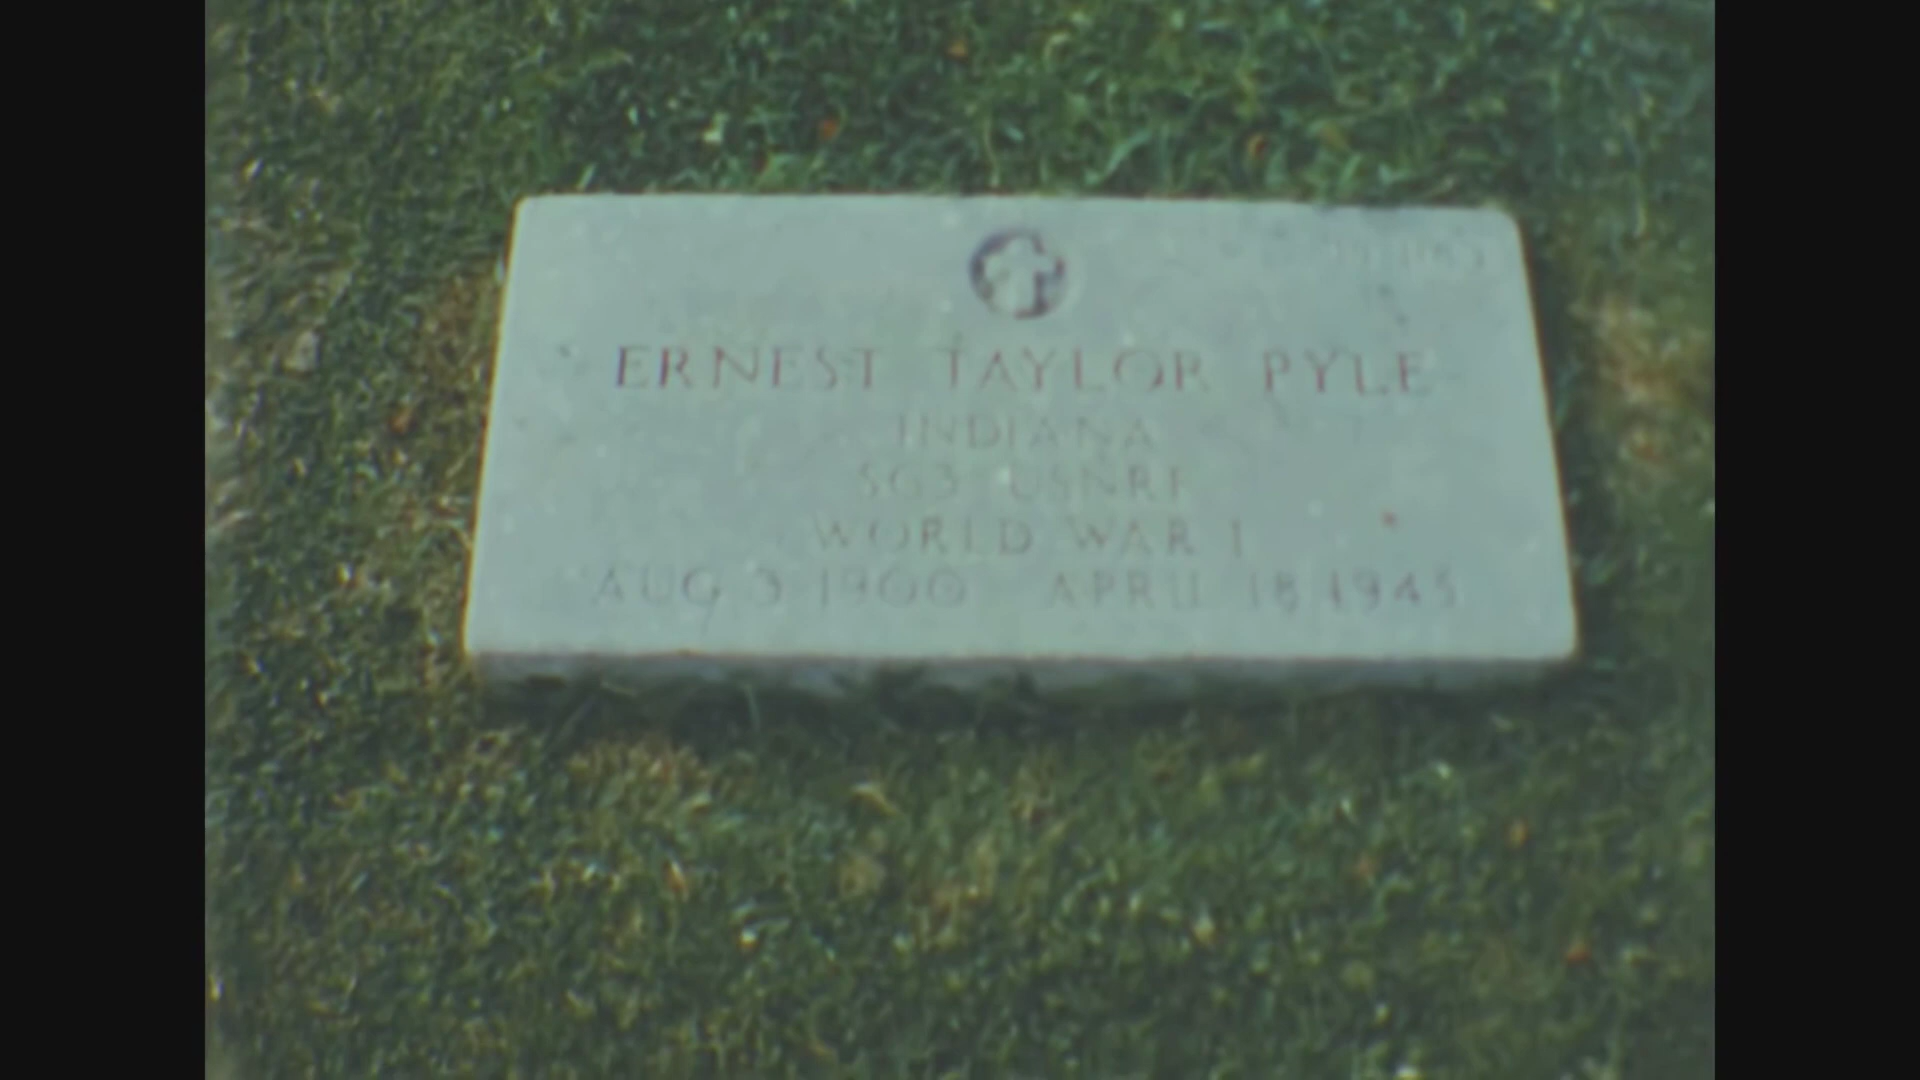 ERNEST TAYLOR PYLE
INDIANA
SG3 USNRF
WORLD WAR I
AUG 3 1900 APRIL 18 1945